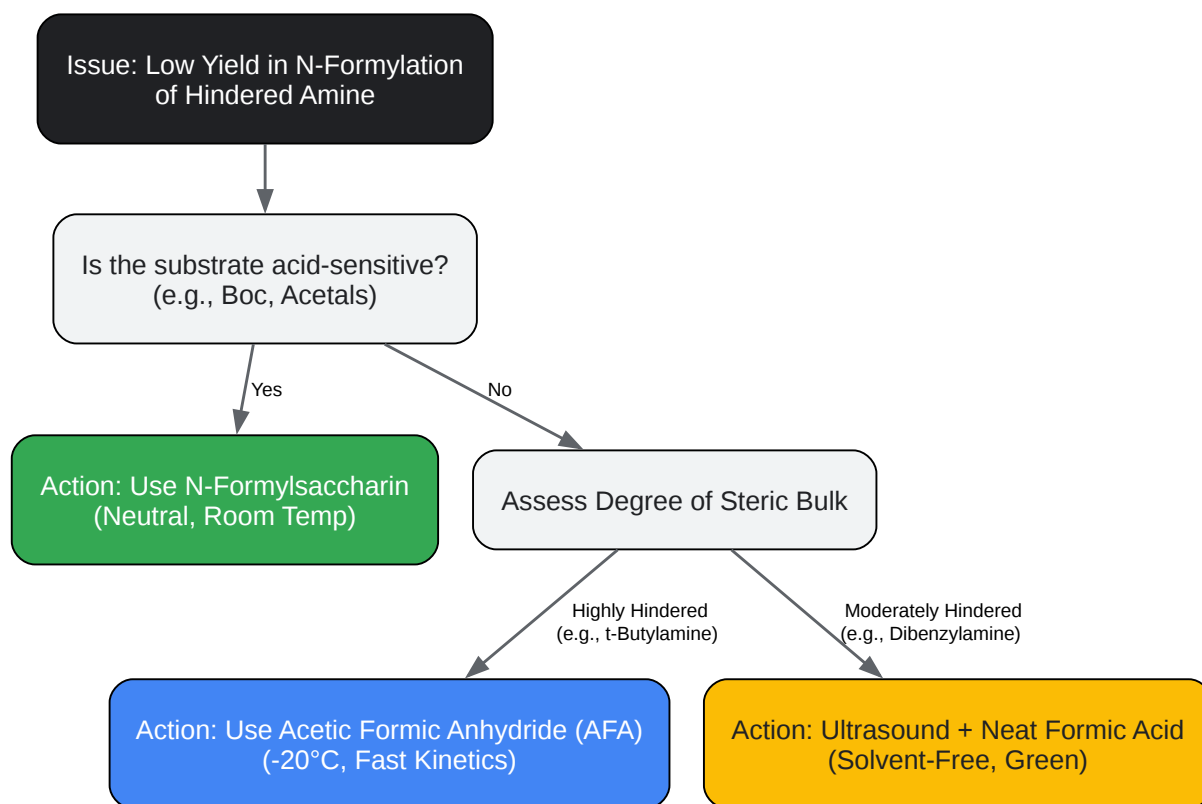 Issue: Low Yield in N-Formylation
of Hindered Amine
Is the substrate acid-sensitive?
(e.g., Boc, Acetals)
Yes
No
Action: Use N-Formylsaccharin
(Neutral, Room Temp)
Assess Degree of Steric Bulk
Highly Hindered
(e.g., t-Butylamine)
Moderately Hindered
(e.g., Dibenzylamine)
Action: Use Acetic Formic Anhydride (AFA)
(-20°C, Fast Kinetics)
Action: Ultrasound + Neat Formic Acid
(Solvent-Free, Green)